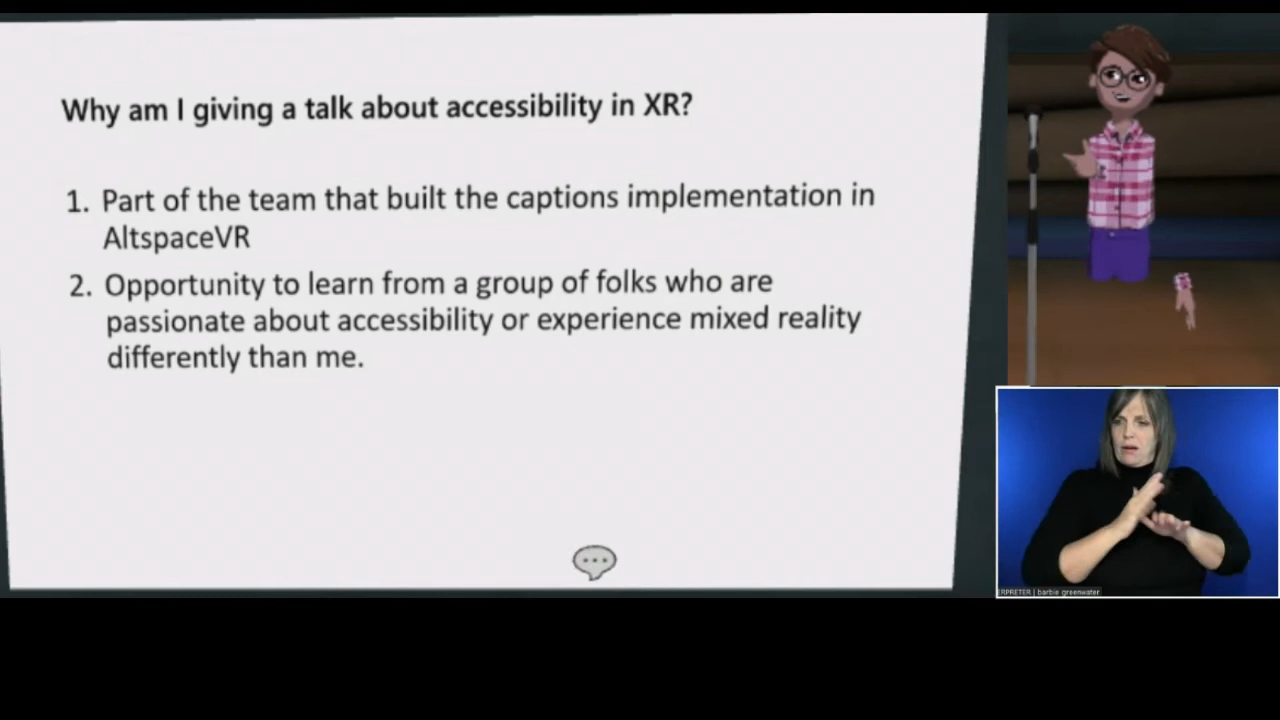 Why am I giving a talk about accessibility in XR?
1. Part of the team that built the captions implementation in
AltspaceVR
2. Opportunity to learn from a group of folks who are
passionate about accessibility or experience mixed reality
differently than me.
ERPRETER | barbie greenwater